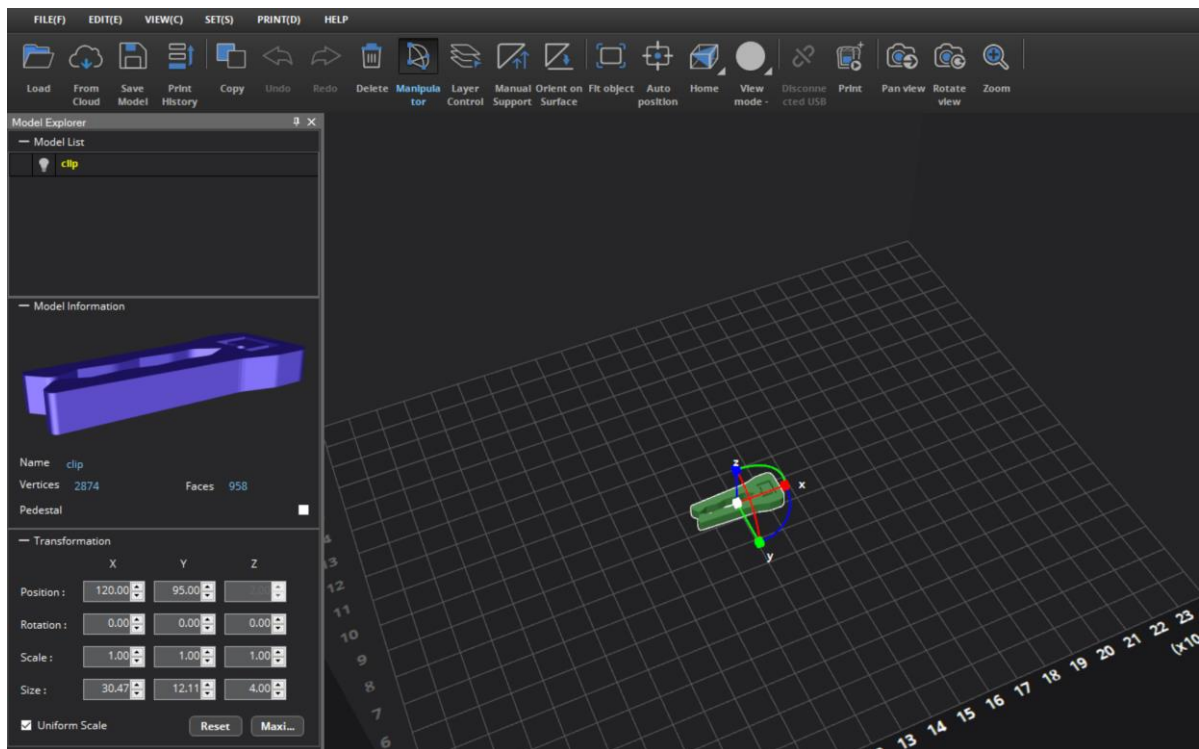 FILE(F) EDIT(E) VIEW(C) SET(S) PRINT(D) HELP
Load From Cloud Save Model Print History Copy Undo Redo Delete Manipulator Layer Control Manual Support Orient on Surface Fit object Auto position Home View mode - Disconnected USB Print Pan view Rotate view Zoom
Model Explorer
Model List
clip
Model Information
Name clip
Vertices 2874 Faces 958
Pedestal
Transformation
X Y Z
Position : 120.00 95.00 2.00
Rotation : 0.00 0.00 0.00
Scale : 1.00 1.00 1.00
Size : 30.47 12.11 4.00
Uniform Scale Reset Maxi...
z
x
y
13
12
11
10
9
8
7
6
13 14 15 16 17 18 19 20 21 22 23
(x10